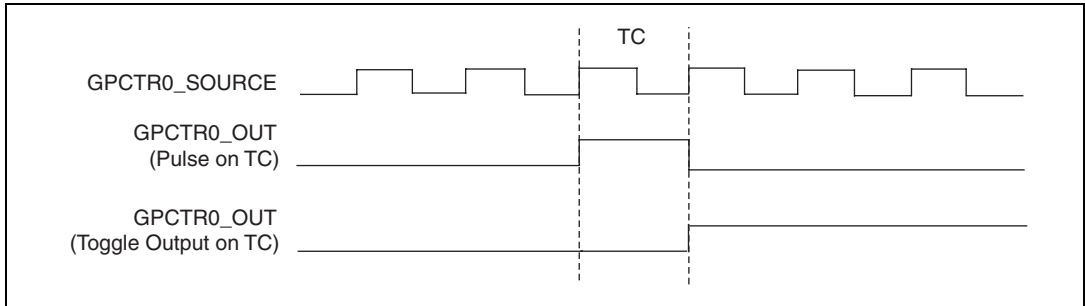 TC
GPCTR0_SOURCE
GPCTR0_OUT
(Pulse on TC)
GPCTR0_OUT
(Toggle Output on TC)